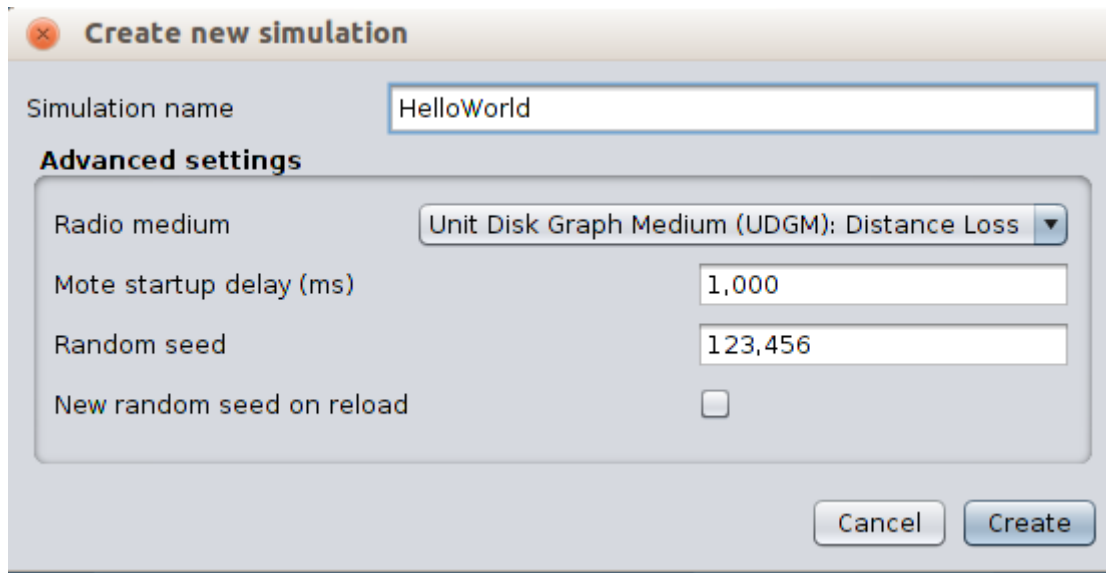 Create new simulation
Simulation name HelloWorld
Advanced settings
Radio medium Unit Disk Graph Medium (UDGM): Distance Loss
Mote startup delay (ms) 1,000
Random seed 123,456
New random seed on reload
Cancel Create